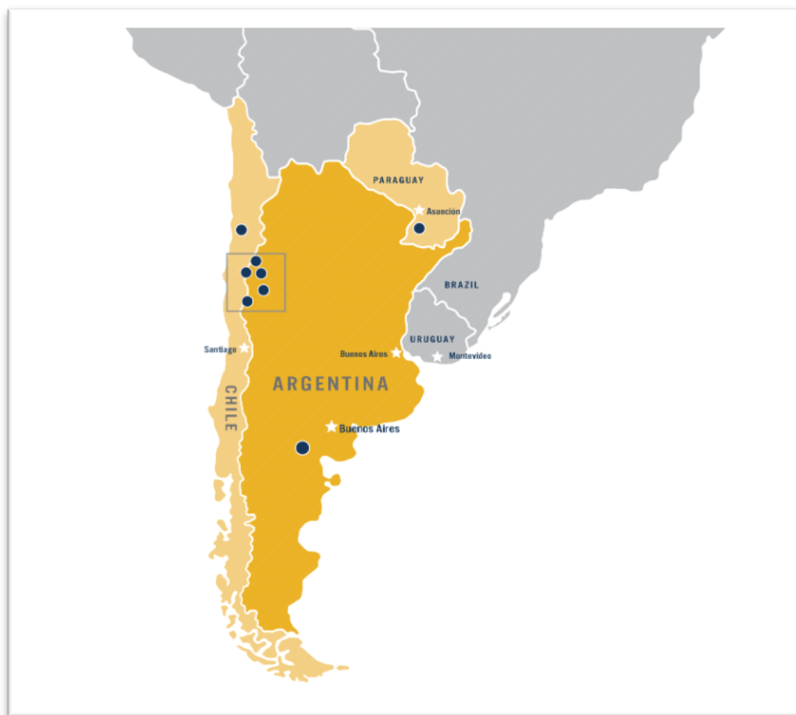 PARAGUAY
Asunción
BRAZIL
URUGUAY
Santiago
Buenos Aires
Montevideo
ARGENTINA
CHILE
Buenos Aires